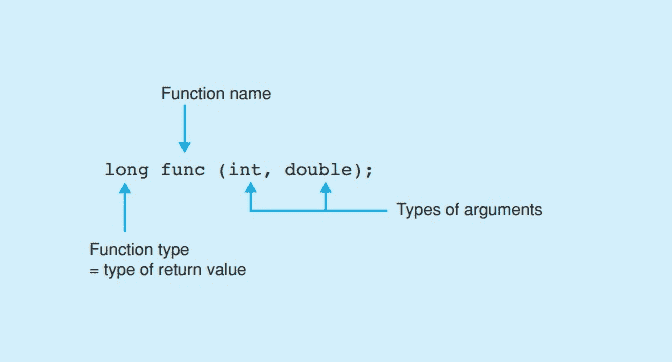 Function name
long func (int, double);
Types of arguments
Function type
= type of return value